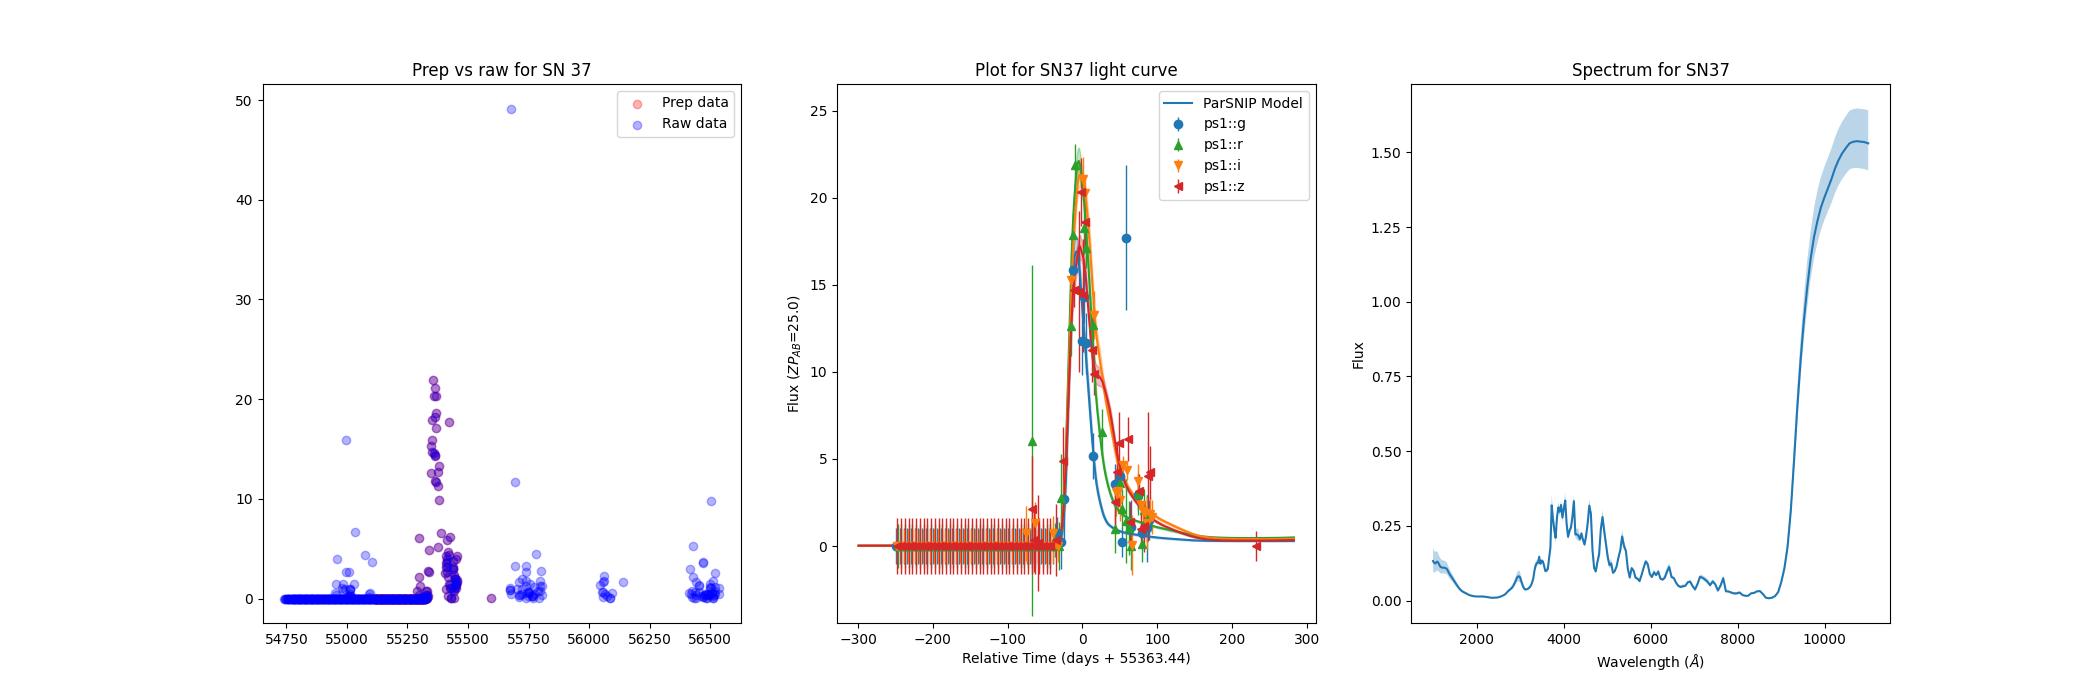 Prep vs raw for SN 37
50
40
30
20
10
0
54750 55000 55250 55500 55750 56000 56250 56500
Prep data
Raw data
Plot for SN37 light curve
Flux (ZP_AB=25.0)
25
20
15
10
5
0
−300 −200 −100 0 100 200 300
Relative Time (days + 55363.44)
ParSNIP Model
ps1::g
ps1::r
ps1::i
ps1::z
Spectrum for SN37
Flux
1.50
1.25
1.00
0.75
0.50
0.25
0.00
2000 4000 6000 8000 10000
Wavelength (Å)